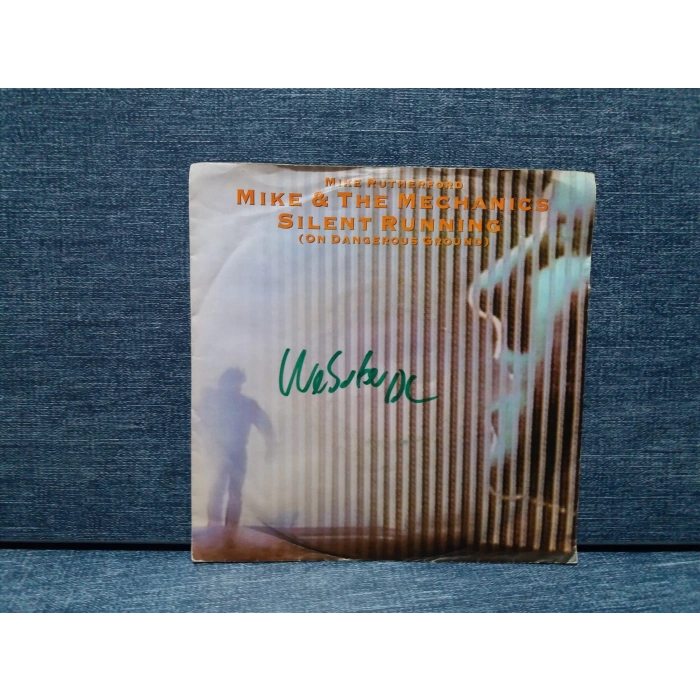 MIKE RUTHERFORD
MIKE & THE MECHANICS
SILENT RUNNING
(ON DANGEROUS GROUND)